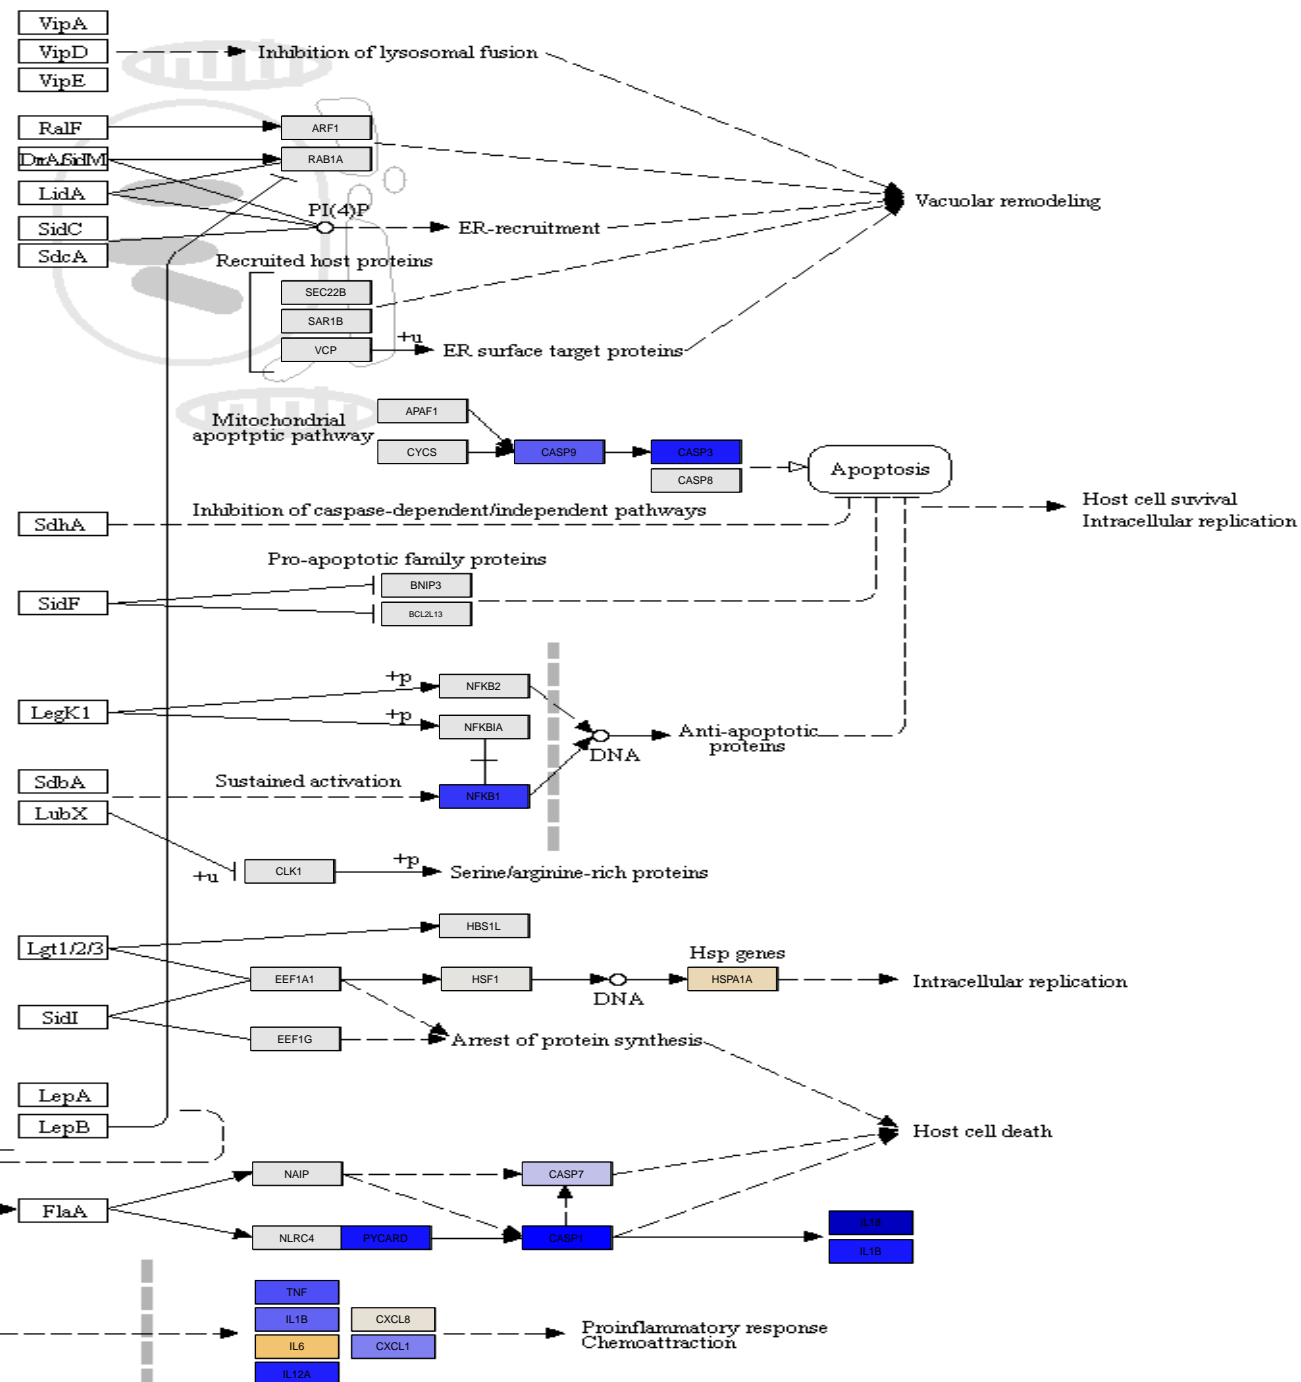 VipA
VipD
Inhibition of lysosomal fusion
VipE
RalF
ARF1
DrrA/SidM
RAB1A
LidA
Vacuolar remodeling
PI(4)P
SidC
ER-recruitment
SdcA
Recruited host proteins
SEC22B
SAR1B
+u
VCP
ER surface target proteins
APAF1
Mitochondrial
apoptptic pathway
CYCS
CASP9
CASP3
Apoptosis
CASP8
Host cell suvival
Inhibition of caspase-dependent/independent pathways
Intracellular replication
SdhA
Pro-apoptotic family proteins
BNIP3
SidF
BCL2L13
+p
NFKB2
LegK1
+p
NFKBIA
Anti-apoptotic
proteins
DNA
SdbA
Sustained activation
NFKB1
LubX
+p
CLK1
Serine/arginine-rich proteins
+u
HBS1L
Lgt1/2/3
Hsp genes
EEF1A1
HSF1
HSPA1A
Intracellular replication
DNA
SidI
EEF1G
Arrest of protein synthesis
LepA
LepB
Host cell death
NAIP
CASP7
FlaA
NLRC4
PYCARD
CASP1
IL1A
IL1B
TNF
IL1B
CXCL8
Proinflammatory response
Chemoattraction
IL6
CXCL1
IL12A